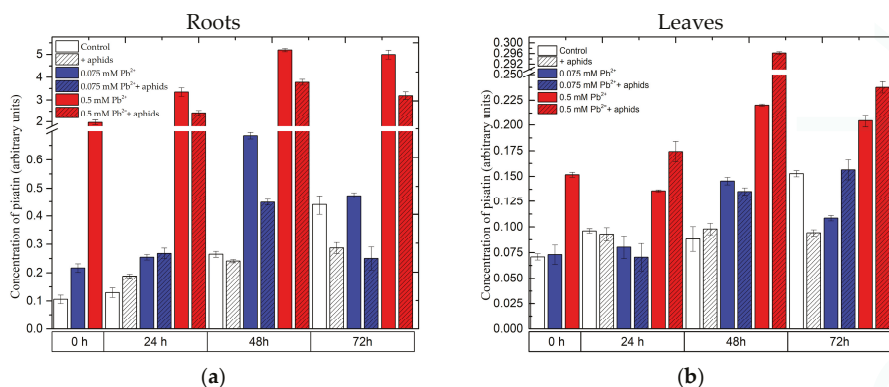 Roots
Concentration of pisatin (arbitrary units)
5
4
3
2
0.6
0.5
0.4
0.3
0.2
0.1
0.0
Control
+ aphids
0.075 mM Pb²⁺
0.075 mM Pb²⁺+ aphids
0.5 mM Pb²⁺
0.5 mM Pb²⁺+ aphids
0 h
24 h
48h
72h
(a)
Leaves
Concentration of pisatin (arbitrary units)
0.300
0.296
0.292
0.250
0.225
0.200
0.175
0.150
0.125
0.100
0.075
0.050
0.025
0.000
Control
+ aphids
0.075 mM Pb²⁺
0.075 mM Pb²⁺+ aphids
0.5 mM Pb²⁺
0.5 mM Pb²⁺+ aphids
0 h
24 h
48h
72h
(b)